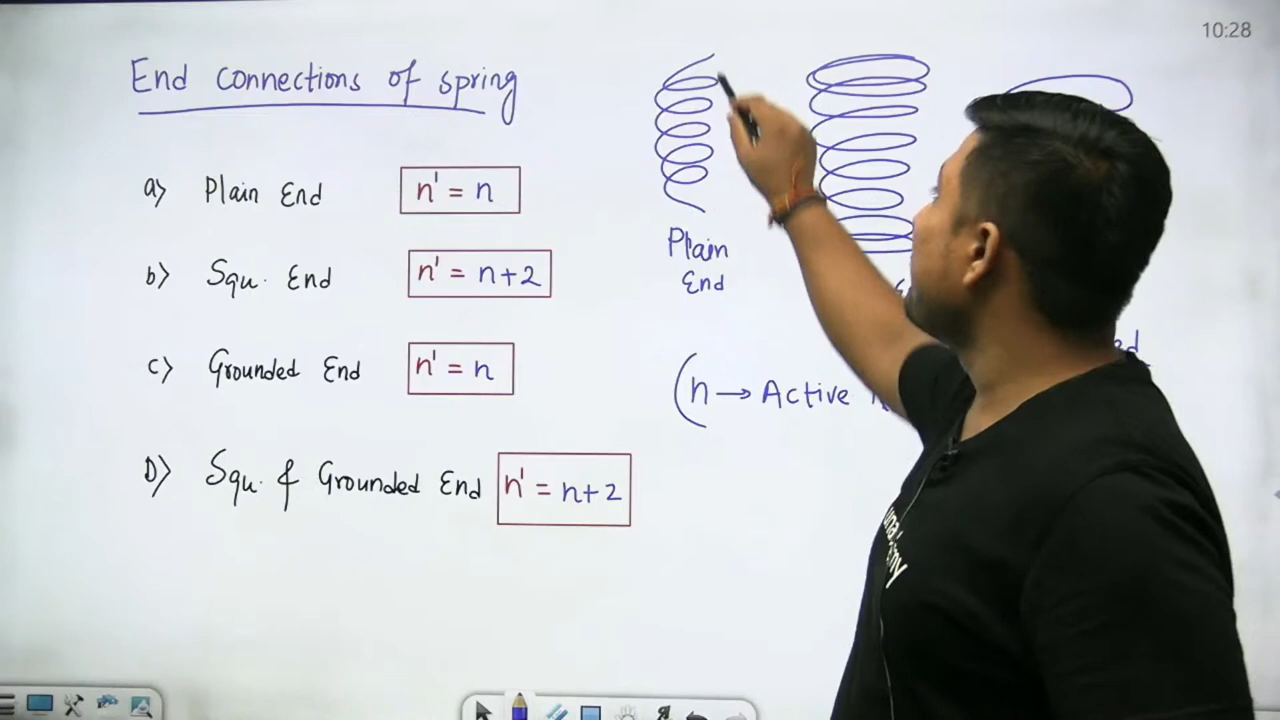 10:28
End connections of spring
a) Plain End n' = n
b) Squ. End n' = n+2
c) Grounded End n' = n
D) Squ. & Grounded End n' = n+2
Plain
End
(n → Active